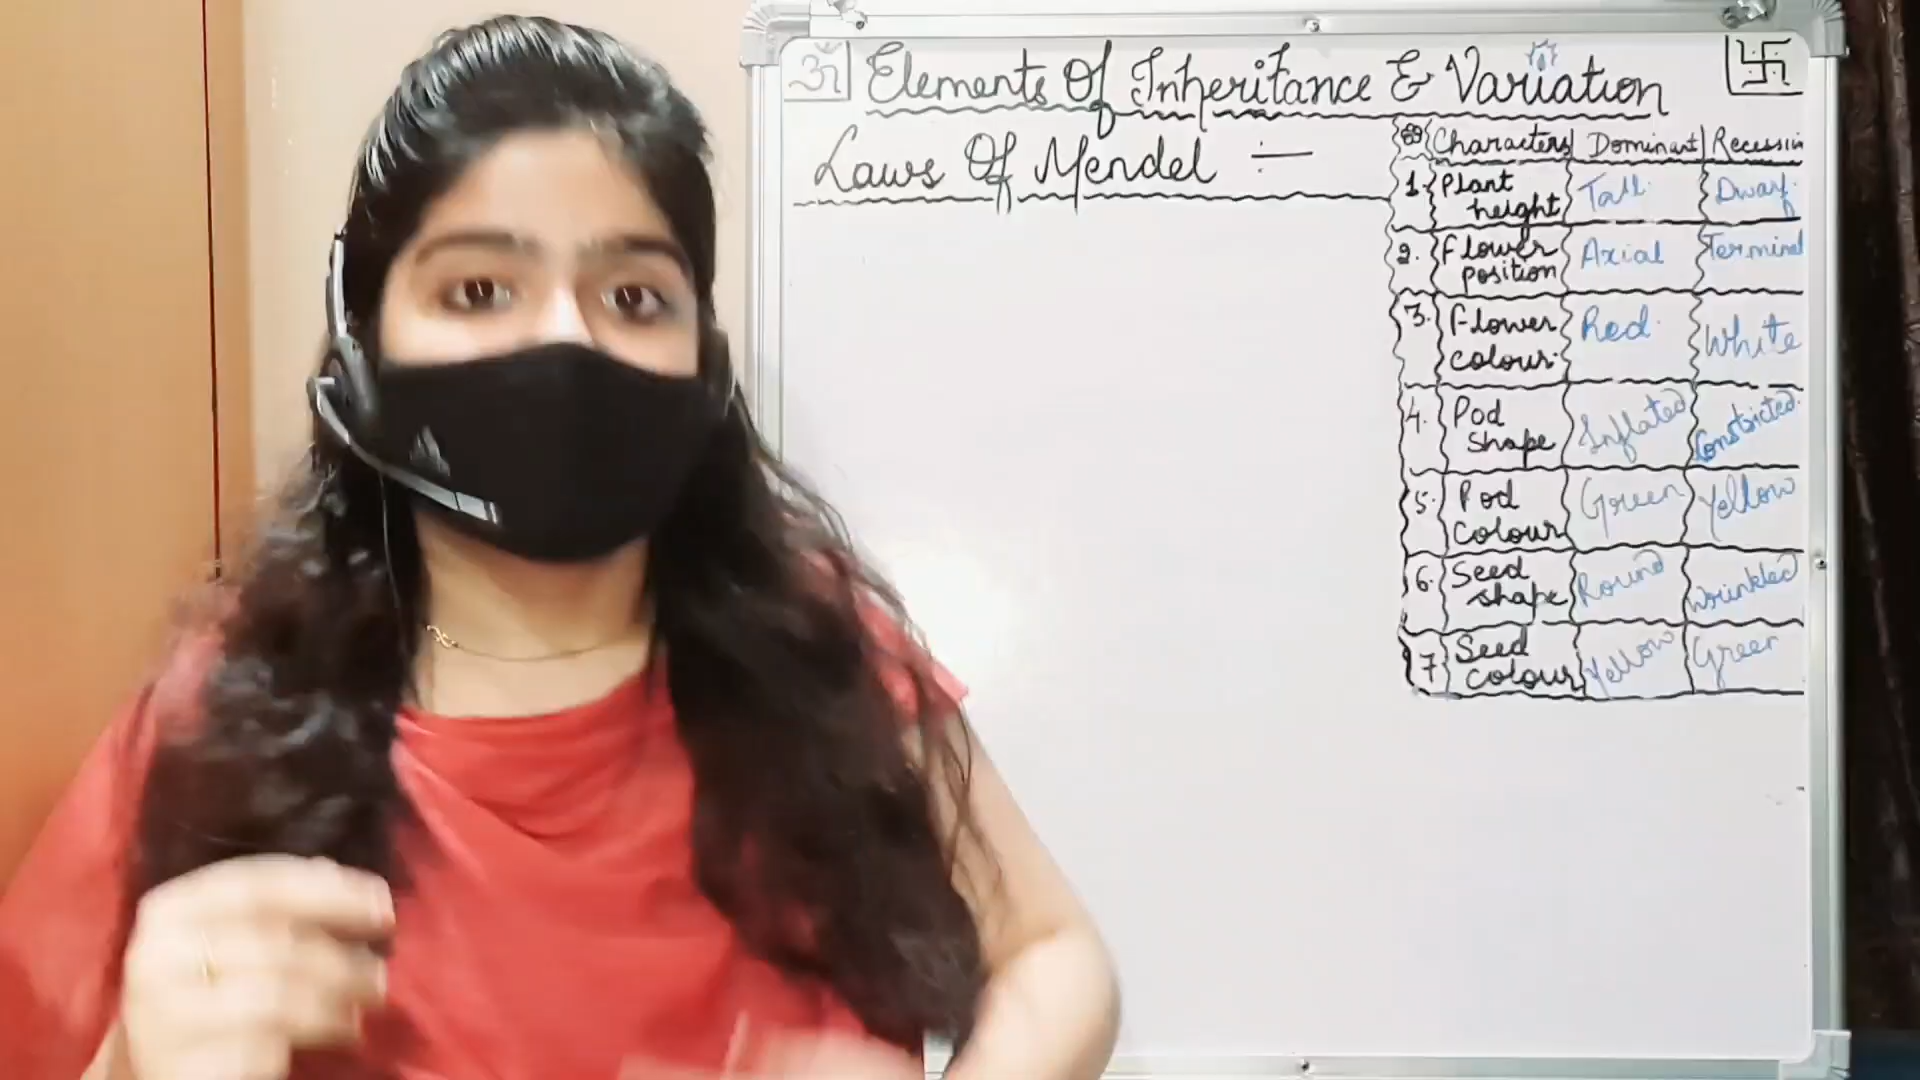 ॐ Elements Of Inheritance & Variation 卐
Laws Of Mendel :—
Characters Dominant Recessiv
1. Plant height Tall. Dwarf.
2. Flower position Axial Terminal
3. Flower colour. Red. White
4. Pod shape Inflated Constricted.
5. Pod colour Green Yellow
6. Seed shape Round Wrinkled
7 Seed colour Yellow Green